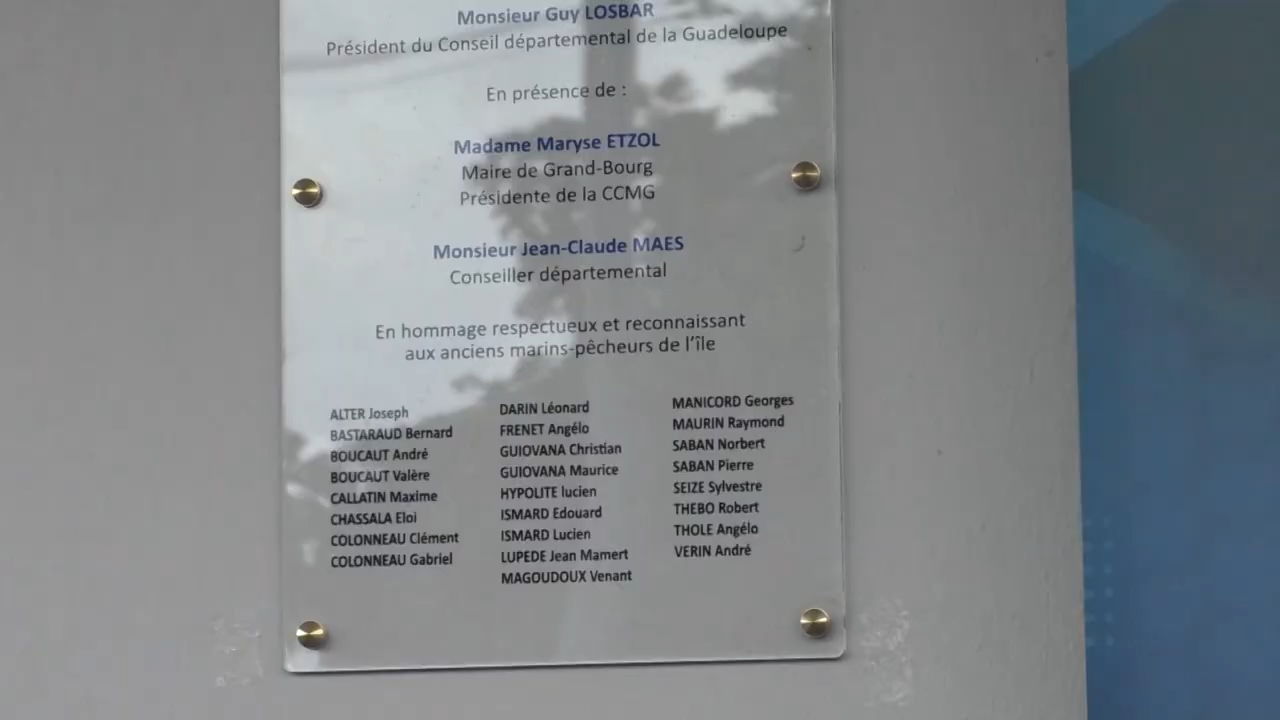 Monsieur Guy LOSBAR
Président du Conseil départemental de la Guadeloupe
En présence de :
Madame Maryse ETZOL
Maire de Grand-Bourg
Présidente de la CCMG
Monsieur Jean-Claude MAES
Conseiller départemental
En hommage respectueux et reconnaissant
aux anciens marins-pêcheurs de l'île
ALTER Joseph
BASTARAUD Bernard
BOUCAUT André
BOUCAUT Valère
CALLATIN Maxime
CHASSALA Eloi
COLONNEAU Clément
COLONNEAU Gabriel
DARIN Léonard
FRENET Angélo
GUIOVANA Christian
GUIOVANA Maurice
HYPOLITE lucien
ISMARD Edouard
ISMARD Lucien
LUPEDE Jean Mamert
MAGOUDOUX Venant
MANICORD Georges
MAURIN Raymond
SABAN Norbert
SABAN Pierre
SEIZE Sylvestre
THEBO Robert
THOLE Angélo
VERIN André